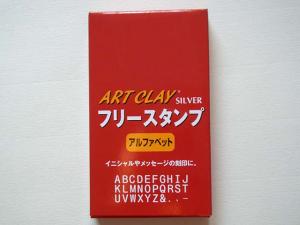 ART CLAY® SILVER
フリースタンプ
アルファベット
イニシャルやメッセージの刻印に。
ABCDEFGHIJ
KLMNOPQRST
UVWXYZ&..-